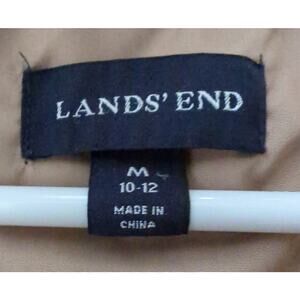 LANDS' END
M
10-12
MADE IN
CHINA